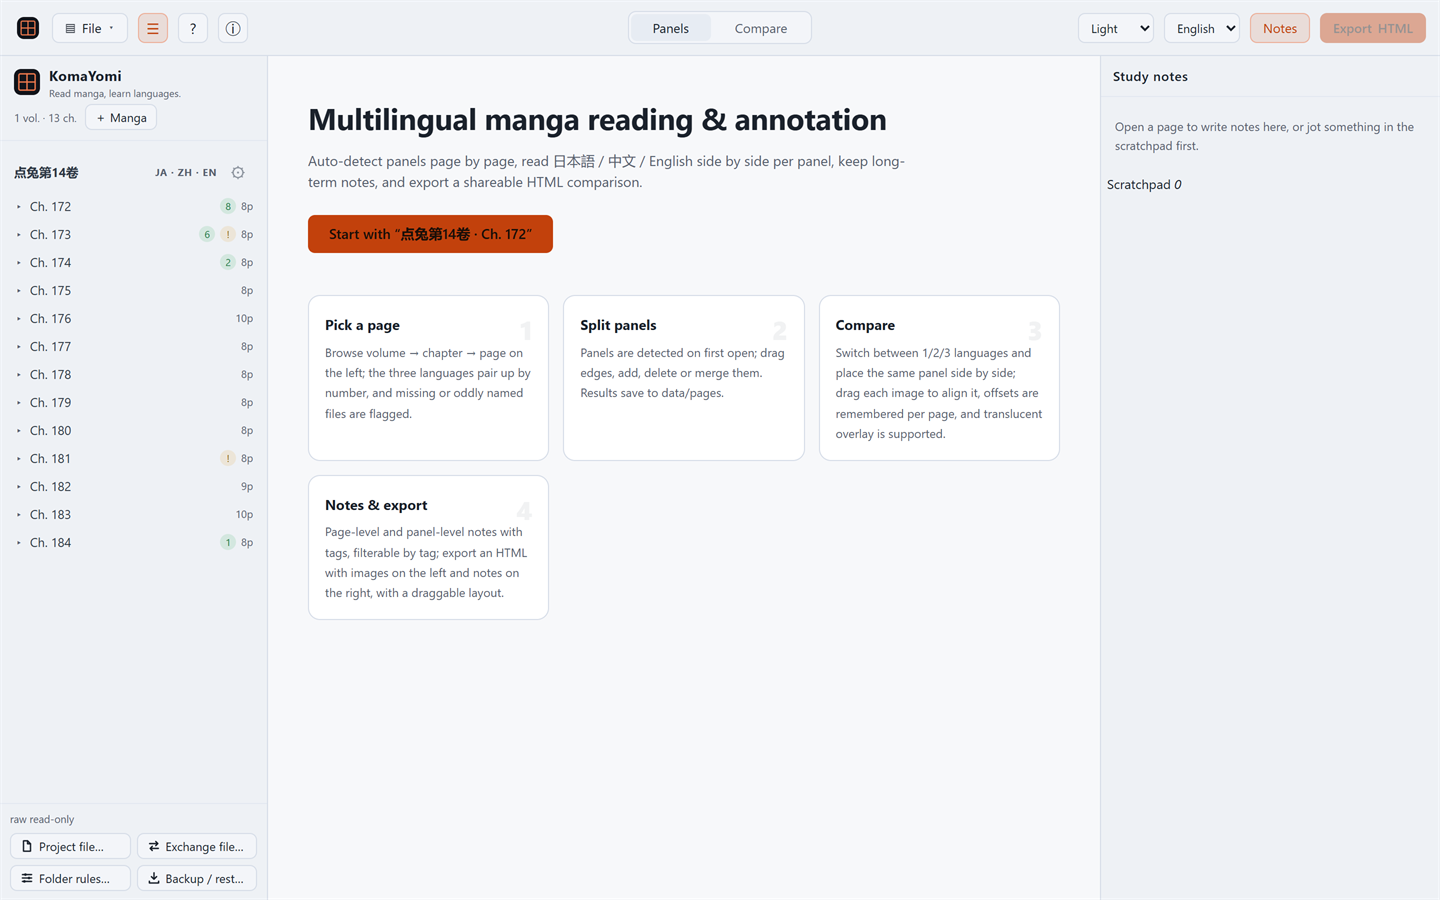 File
?
Panels
Compare
Light
English
Notes
Export HTML
KomaYomi
Read manga, learn languages.
1 vol. · 13 ch.
+ Manga
点兔第14卷
JA · ZH · EN
Ch. 172 8 8p
Ch. 173 6 ! 8p
Ch. 174 2 8p
Ch. 175 8p
Ch. 176 10p
Ch. 177 8p
Ch. 178 8p
Ch. 179 8p
Ch. 180 8p
Ch. 181 ! 8p
Ch. 182 9p
Ch. 183 10p
Ch. 184 1 8p
raw read-only
Project file...
Exchange file...
Folder rules...
Backup / rest...
Multilingual manga reading & annotation
Auto-detect panels page by page, read 日本語 / 中文 / English side by side per panel, keep long-
term notes, and export a shareable HTML comparison.
Start with “点兔第14卷 · Ch. 172”
Pick a page
1
Browse volume → chapter → page on
the left; the three languages pair up by
number, and missing or oddly named
files are flagged.
Split panels
2
Panels are detected on first open; drag
edges, add, delete or merge them.
Results save to data/pages.
Compare
3
Switch between 1/2/3 languages and
place the same panel side by side;
drag each image to align it, offsets are
remembered per page, and translucent
overlay is supported.
Notes & export
4
Page-level and panel-level notes with
tags, filterable by tag; export an HTML
with images on the left and notes on
the right, with a draggable layout.
Study notes
Open a page to write notes here, or jot something in the
scratchpad first.
Scratchpad 0